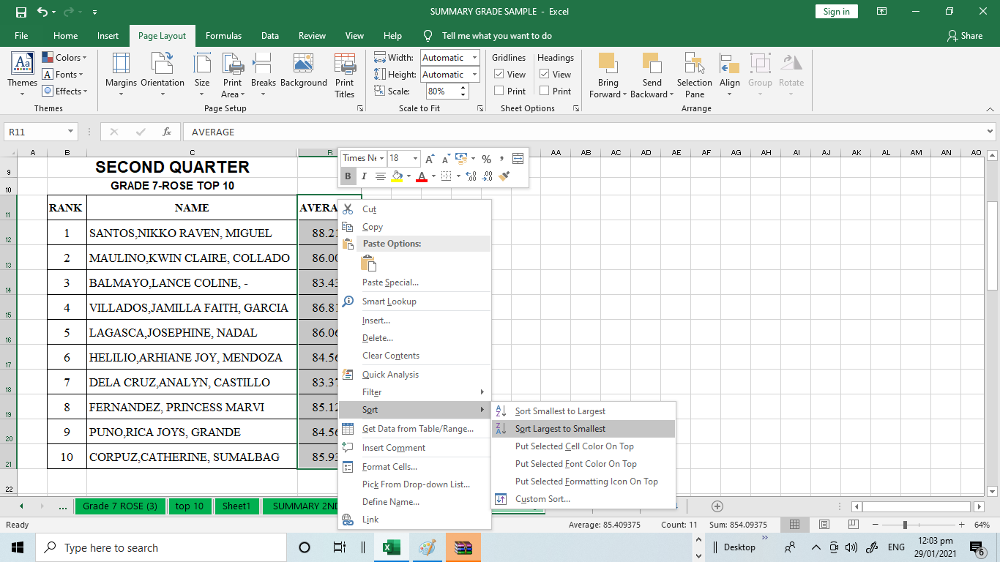 SUMMARY GRADE SAMPLE - Excel
Sign in
File Home Insert Page Layout Formulas Data Review View Help Tell me what you want to do Share
Themes
Colors
Fonts
Effects
Themes
Margins Orientation Size Print Area Breaks Background Print Titles
Page Setup
Width: Automatic
Height: Automatic
Scale: 80%
Scale to Fit
Gridlines Headings
View View
Print Print
Sheet Options
Bring Forward Send Backward Selection Pane Align Group Rotate
Arrange
R11 fx AVERAGE
A B C R AA AB AC AD AE AF AG AH AI AJ AK AL AM AN AO
Times Ne 18 A A % ,
B I A .00
9 SECOND QUARTER
10 GRADE 7-ROSE TOP 10
11 RANK NAME AVERA
12 1 SANTOS,NIKKO RAVEN, MIGUEL 88.21
13 2 MAULINO,KWIN CLAIRE, COLLADO 86.00
14 3 BALMAYO,LANCE COLINE, - 83.43
15 4 VILLADOS,JAMILLA FAITH, GARCIA 86.81
16 5 LAGASCA,JOSEPHINE, NADAL 86.06
17 6 HELILIO,ARHIANE JOY, MENDOZA 84.56
18 7 DELA CRUZ,ANALYN, CASTILLO 83.37
19 8 FERNANDEZ, PRINCESS MARVI 85.12
20 9 PUNO,RICA JOYS, GRANDE 84.56
21 10 CORPUZ,CATHERINE, SUMALBAG 85.93
22
Cut
Copy
Paste Options:
Paste Special...
Smart Lookup
Insert...
Delete...
Clear Contents
Quick Analysis
Filter
Sort
Get Data from Table/Range...
Insert Comment
Format Cells...
Pick From Drop-down List...
Define Name...
Link
Sort Smallest to Largest
Sort Largest to Smallest
Put Selected Cell Color On Top
Put Selected Font Color On Top
Put Selected Formatting Icon On Top
Custom Sort...
... Grade 7 ROSE (3) top 10 Sheet1 SUMMARY 2ND
Ready Average: 85.409375 Count: 11 Sum: 854.09375 64%
Type here to search Desktop ENG 12:03 pm
29/01/2021 6